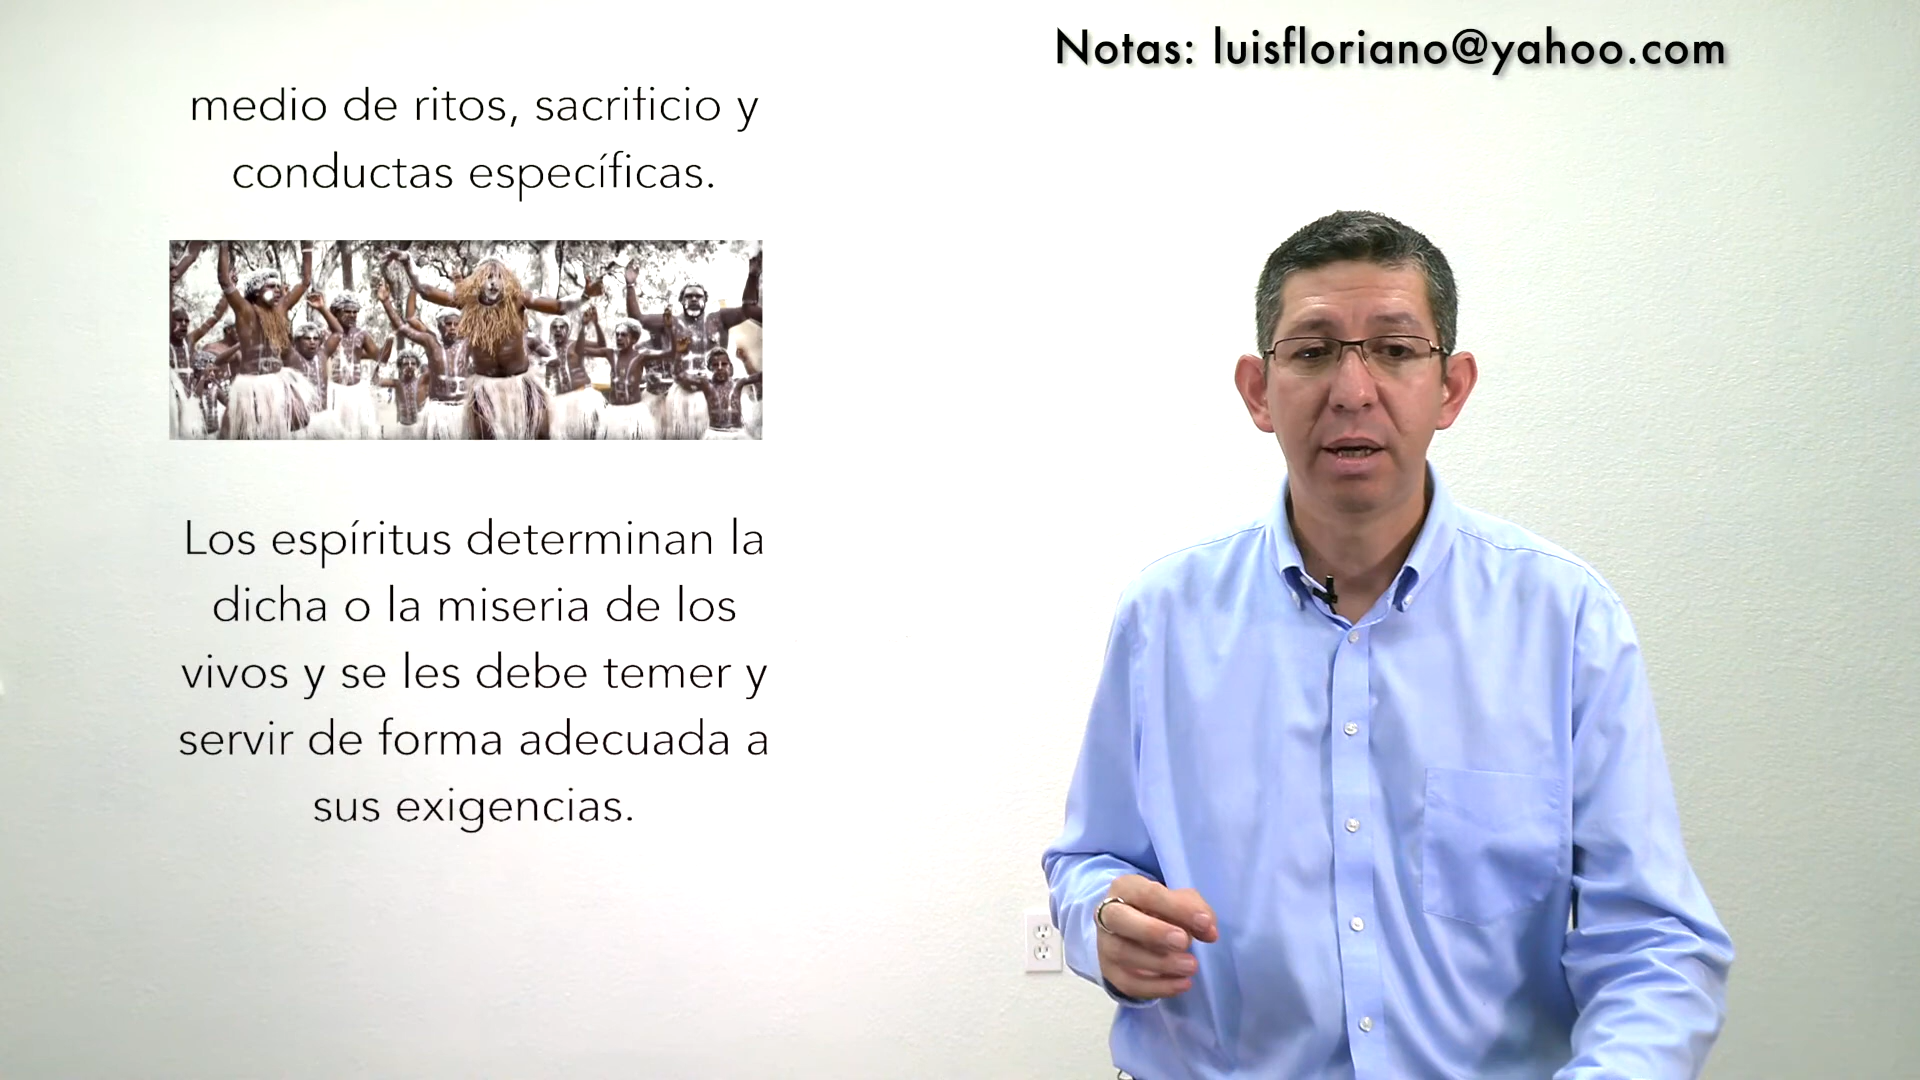 Notas: luisfloriano@yahoo.com
medio de ritos, sacrificio y
conductas específicas.
Los espíritus determinan la
dicha o la miseria de los
vivos y se les debe temer y
servir de forma adecuada a
sus exigencias.